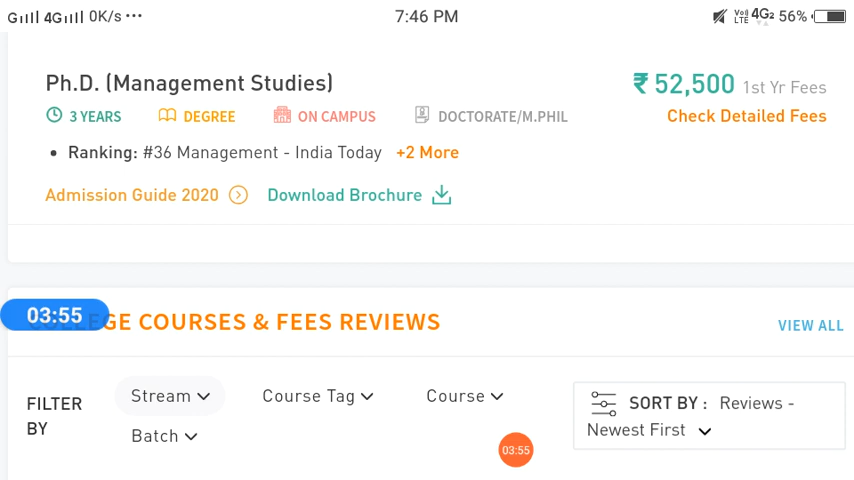 4G 0K/s ••• 7:46 PM VoD LTE 4G2 56%
Ph.D. (Management Studies) ₹ 52,500 1st Yr Fees
3 YEARS DEGREE ON CAMPUS DOCTORATE/M.PHIL Check Detailed Fees
• Ranking: #36 Management - India Today +2 More
Admission Guide 2020 Download Brochure
03:55 GE COURSES & FEES REVIEWS VIEW ALL
FILTER BY
Stream Course Tag Course
Batch
SORT BY : Reviews -
Newest First
03:55